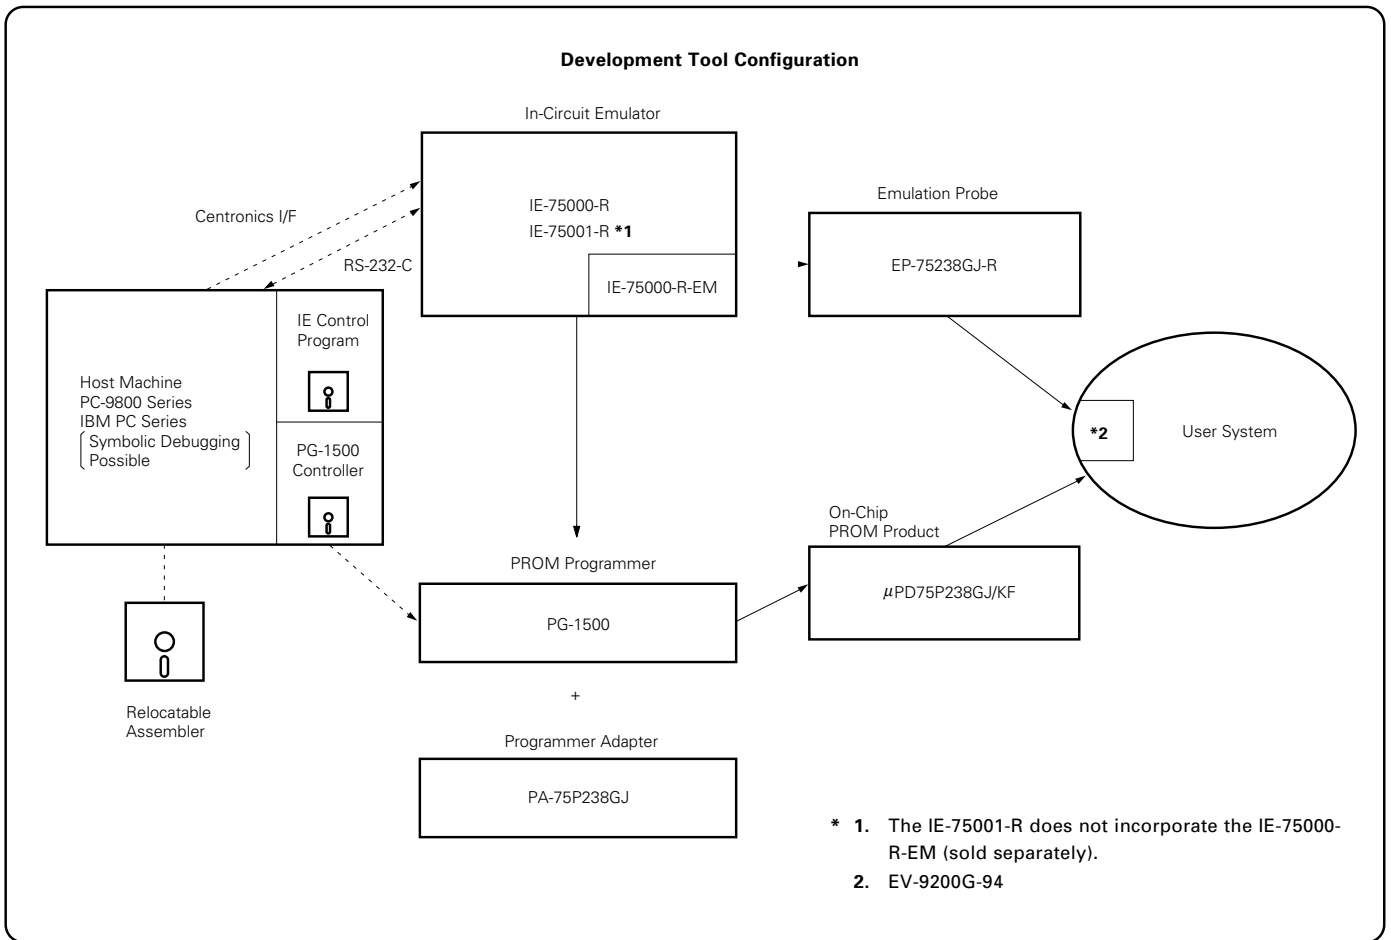 Development Tool Configuration
In-Circuit Emulator
IE-75000-R
IE-75001-R *1
IE-75000-R-EM
Emulation Probe
EP-75238GJ-R
Centronics I/F
RS-232-C
Host Machine
PC-9800 Series
IBM PC Series
Symbolic Debugging
Possible
IE Control
Program
PG-1500
Controller
*2
User System
On-Chip
PROM Product
μPD75P238GJ/KF
PROM Programmer
PG-1500
+
Relocatable
Assembler
Programmer Adapter
PA-75P238GJ
* 1. The IE-75001-R does not incorporate the IE-75000-
R-EM (sold separately).
2. EV-9200G-94